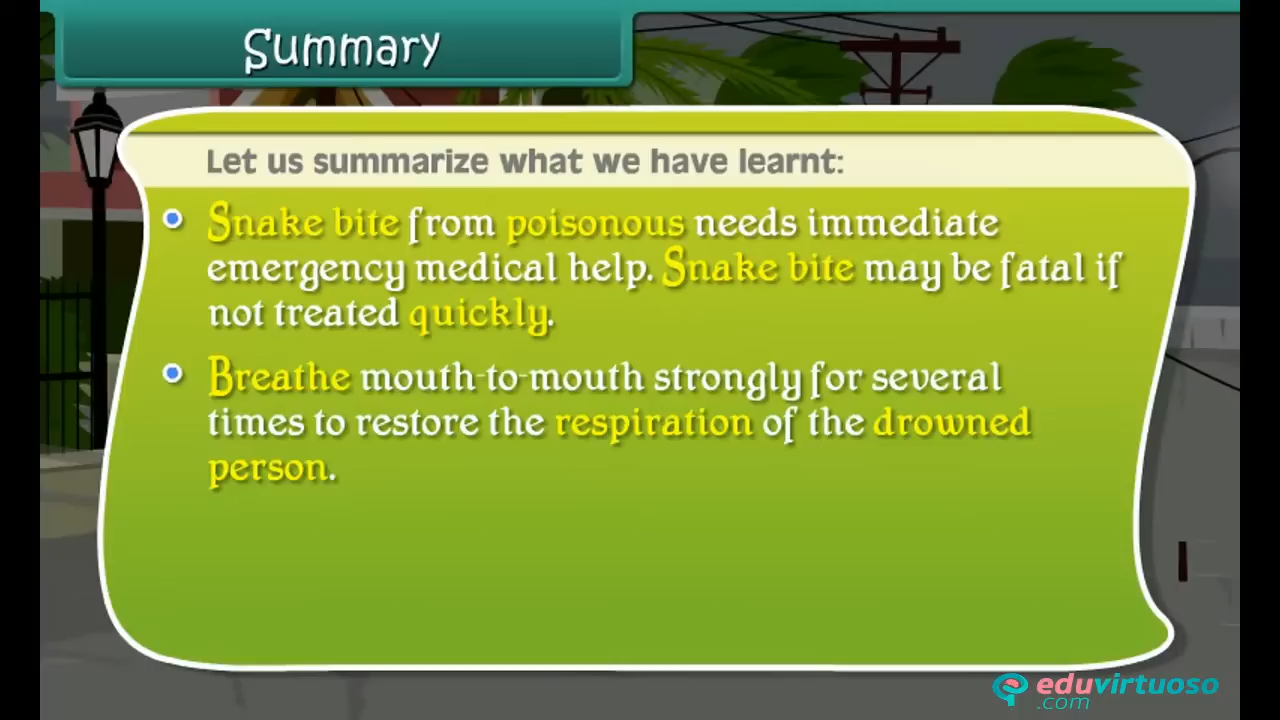 Summary
Let us summarize what we have learnt:
Snake bite from poisonous needs immediate
emergency medical help. Snake bite may be fatal if
not treated quickly.
Breathe mouth-to-mouth strongly for several
times to restore the respiration of the drowned
person.
eduvirtuoso
.com